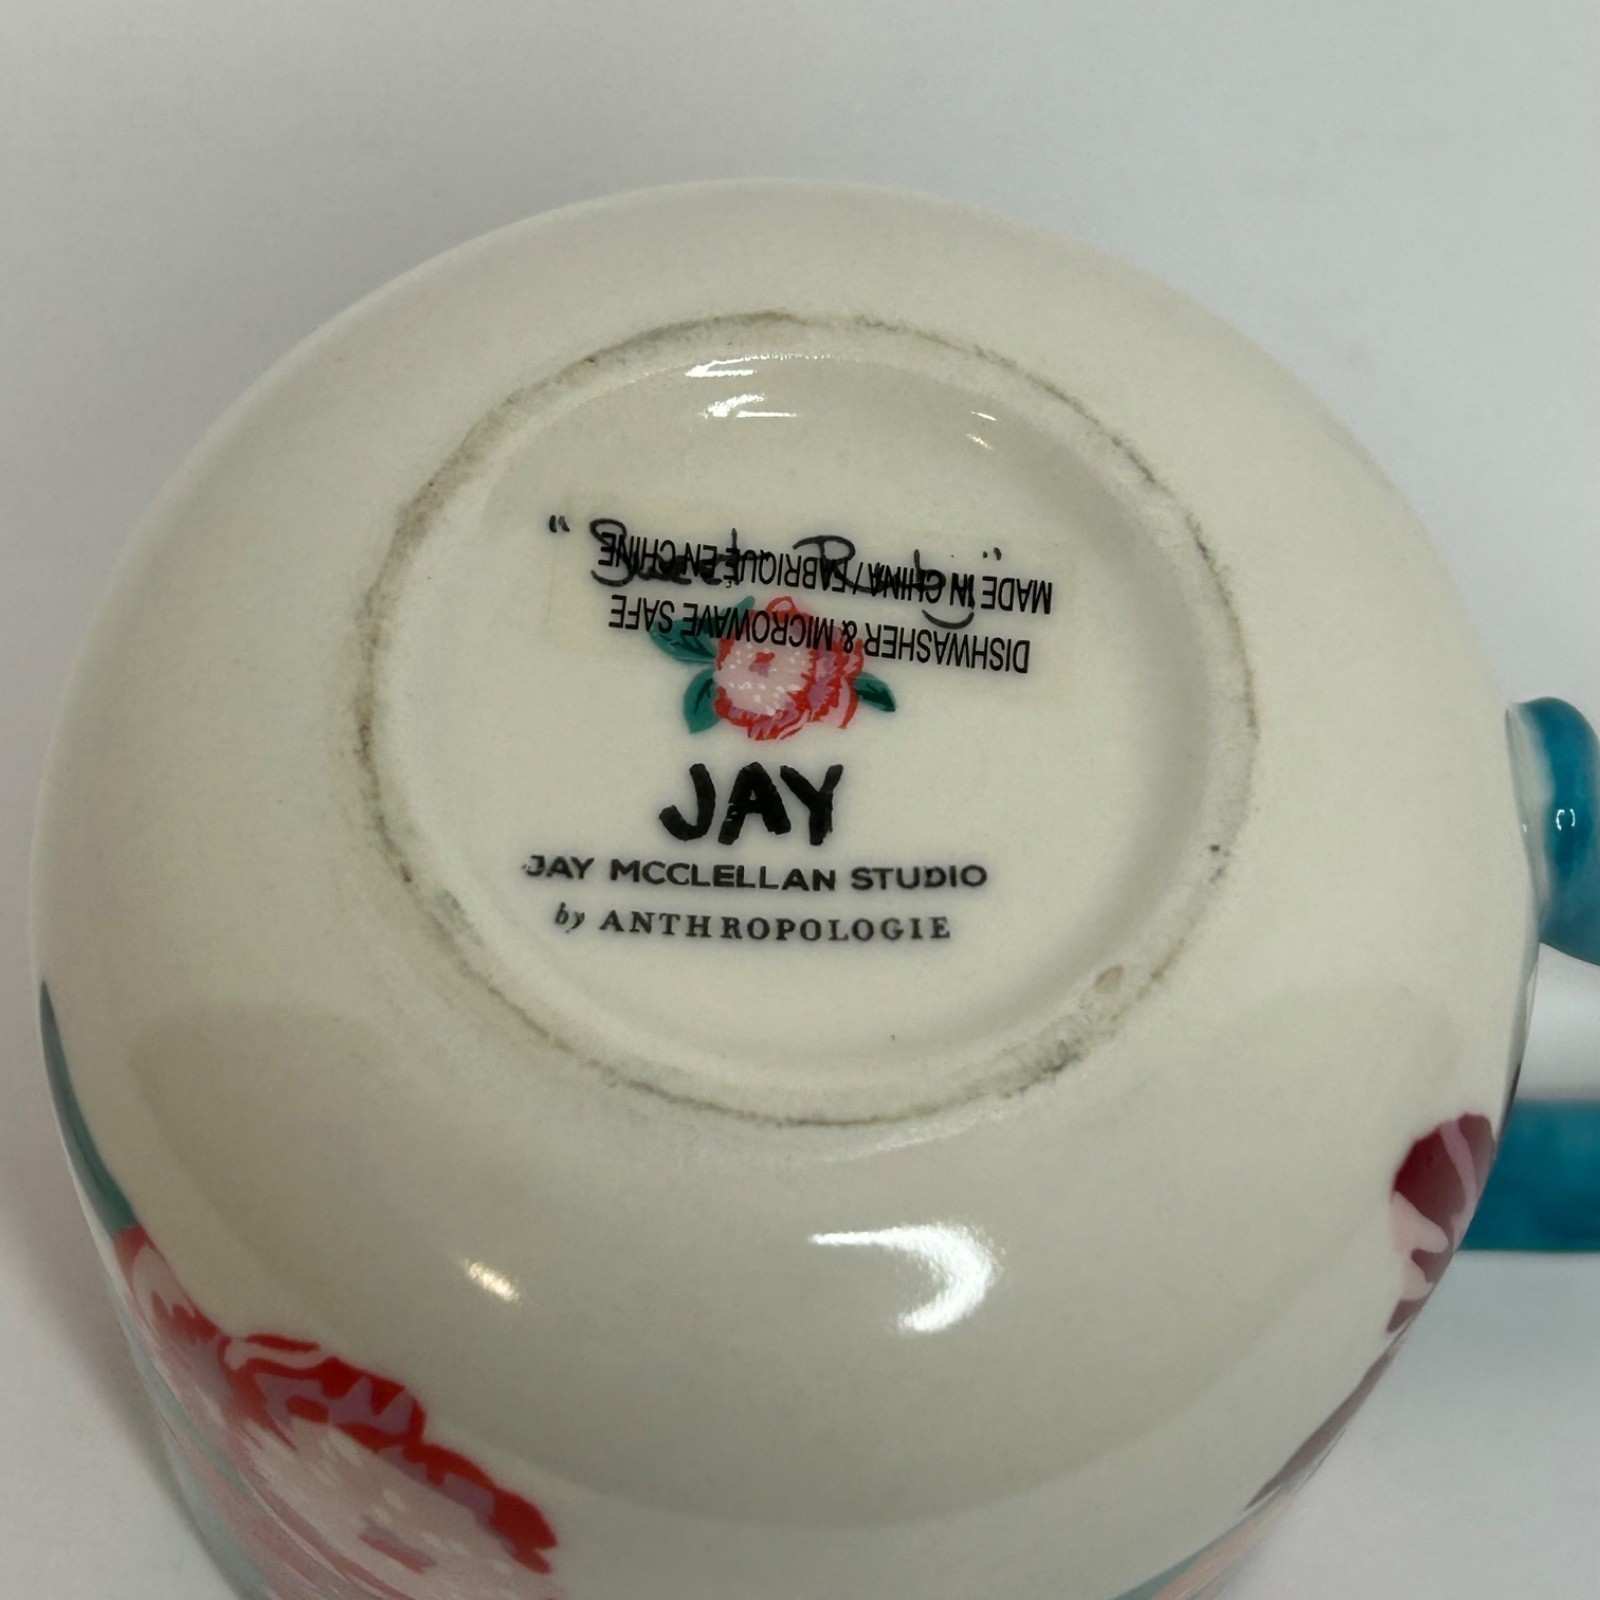 MADE IN CHINA / FABRIQUÉ EN CHINE
DISHWASHER & MICROWAVE SAFE
JAY
JAY MCCLELLAN STUDIO
by ANTHROPOLOGIE